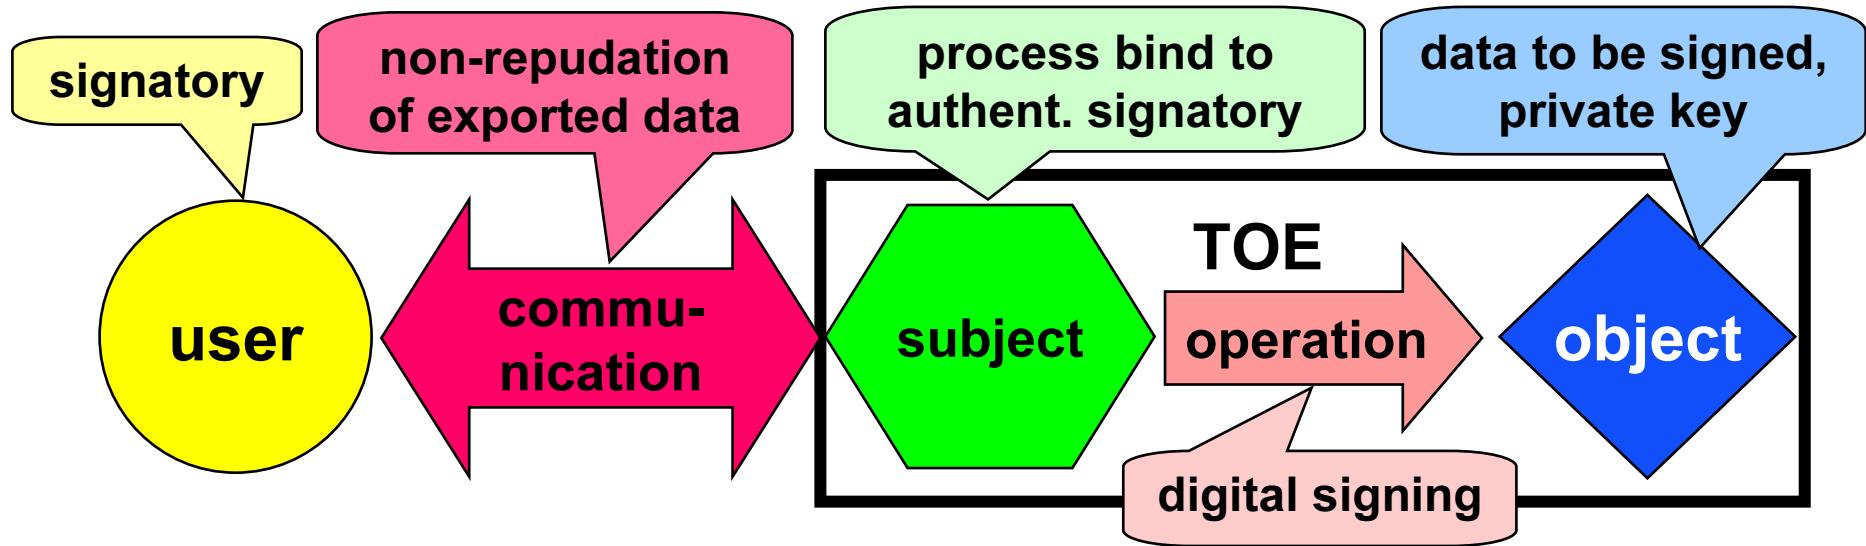 signatory
non-repudation
of exported data
process bind to
authent. signatory
data to be signed,
private key
user
commu-
nication
subject
TOE
operation
object
digital signing